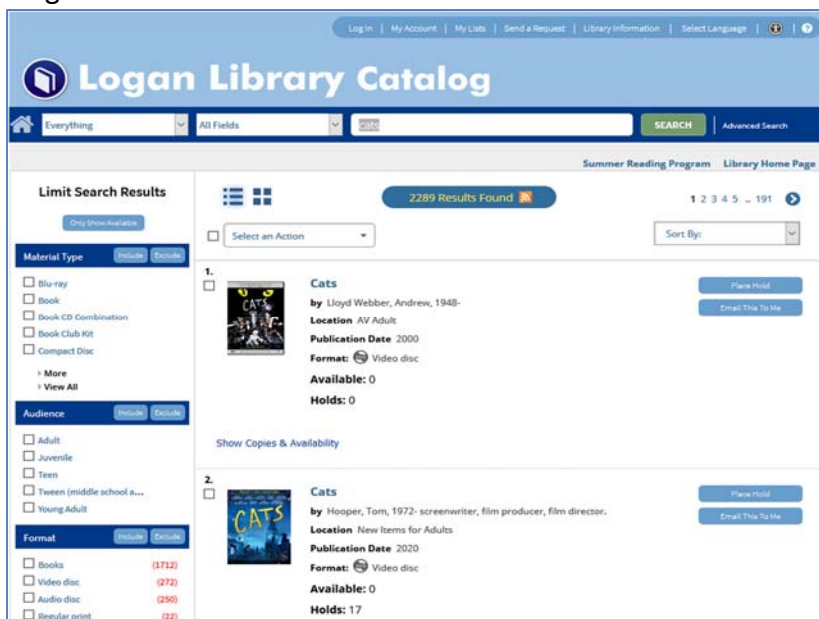 Log In | My Account | My Lists | Send a Request | Library Information | Select Language | | ?
Logan Library Catalog
Everything All Fields cats SEARCH | Advanced Search
Summer Reading Program Library Home Page
Limit Search Results
Only Show Available
2289 Results Found
1 2 3 4 5 .. 191
Select an Action
Sort By:
Material Type Include Exclude
Blu-ray
Book
Book CD Combination
Book Club Kit
Compact Disc
More
View All
Audience Include Exclude
Adult
Juvenile
Teen
Tween (middle school a...
Young Adult
Format Include Exclude
Books (1712)
Video disc (272)
Audio disc (250)
Regular print (22)
1.
CATS
Cats
by Lloyd Webber, Andrew, 1948-
Location AV Adult
Publication Date 2000
Format: Video disc
Available: 0
Holds: 0
Place Hold
Email This To Me
Show Copies & Availability
2.
CATS
Cats
by Hooper, Tom, 1972- screenwriter, film producer, film director.
Location New Items for Adults
Publication Date 2020
Format: Video disc
Available: 0
Holds: 17
Place Hold
Email This To Me